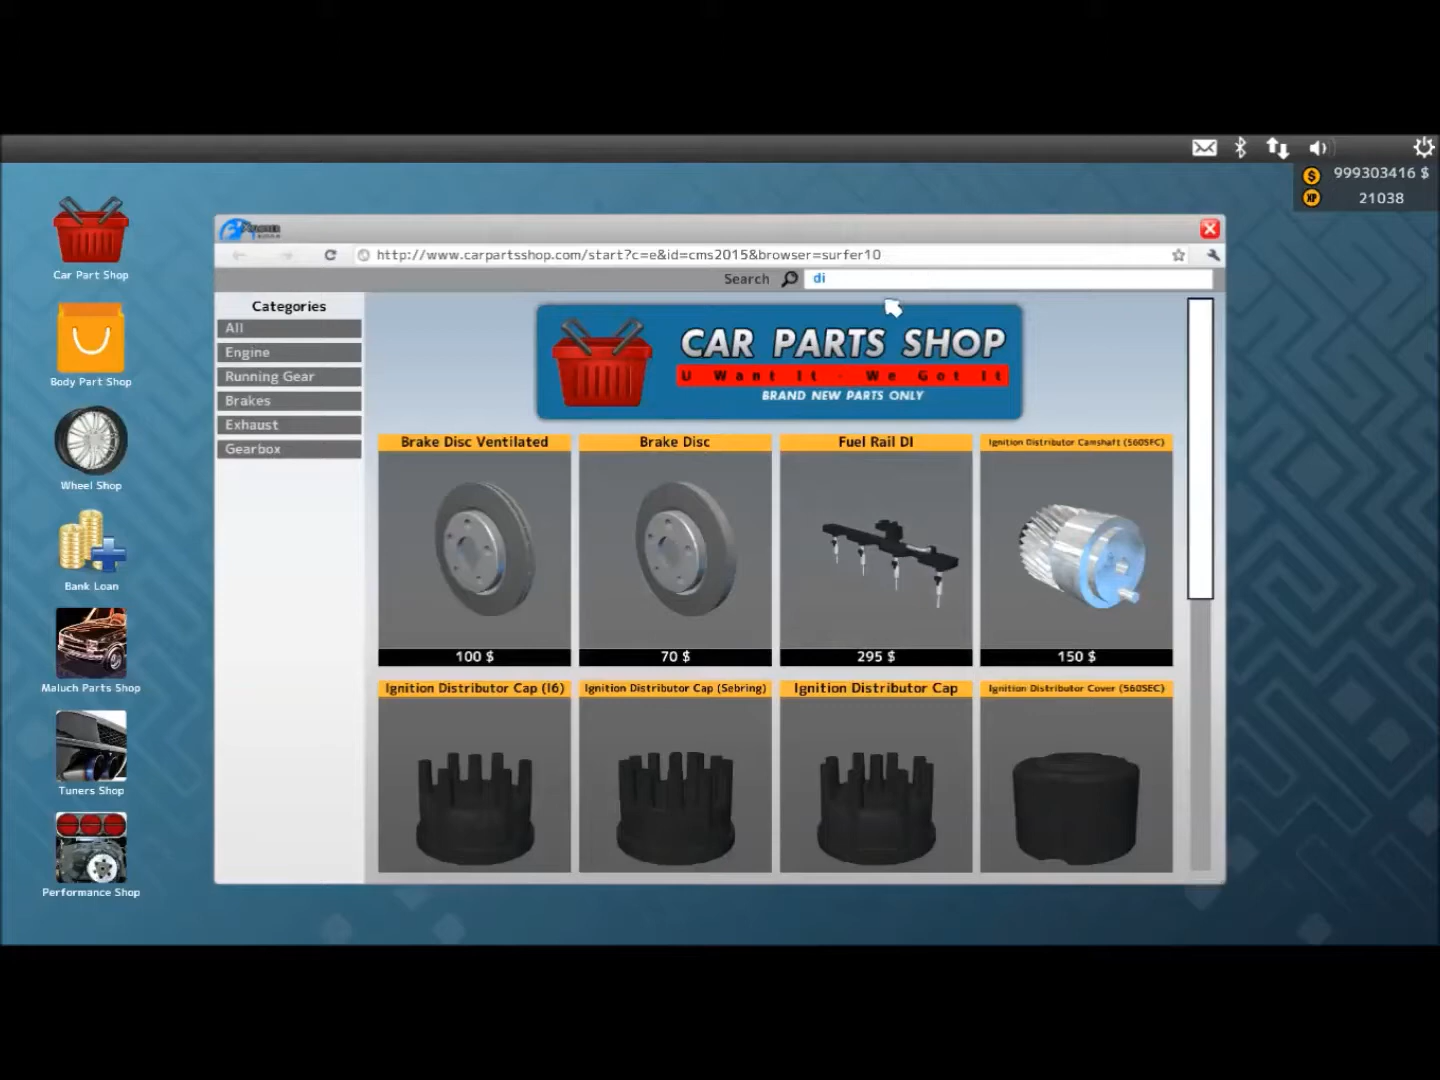 999303416 $
XP
21038
Car Part Shop
Body Part Shop
Wheel Shop
Bank Loan
Maluch Parts Shop
Tuners Shop
Performance Shop
http://www.carpartsshop.com/start?c=e&id=cms2015&browser=surfer10
Search di
Categories
All
Engine
Running Gear
Brakes
Exhaust
Gearbox
CAR PARTS SHOP
U Want It - We Got It
BRAND NEW PARTS ONLY
Brake Disc Ventilated
100 $
Brake Disc
70 $
Fuel Rail DI
295 $
Ignition Distributor Camshaft (560SEC)
150 $
Ignition Distributor Cap (I6)
Ignition Distributor Cap (Sebring)
Ignition Distributor Cap
Ignition Distributor Cover (560SEC)